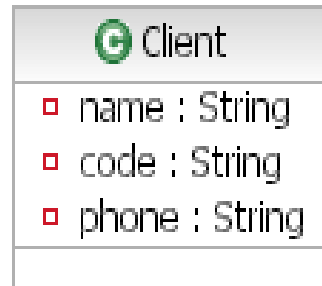 C Client
name : String
code : String
phone : String